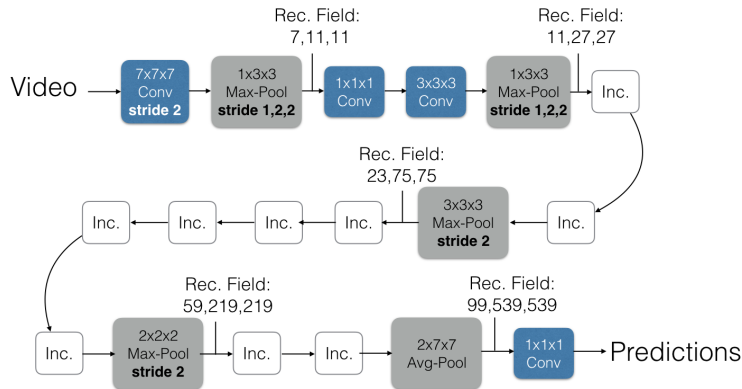 Rec. Field:
7,11,11
Rec. Field:
11,27,27
Video
7x7x7
Conv
stride 2
1x3x3
Max-Pool
stride 1,2,2
1x1x1
Conv
3x3x3
Conv
1x3x3
Max-Pool
stride 1,2,2
Inc.
Rec. Field:
23,75,75
Inc.
Inc.
Inc.
Inc.
3x3x3
Max-Pool
stride 2
Inc.
Rec. Field:
59,219,219
Rec. Field:
99,539,539
Inc.
2x2x2
Max-Pool
stride 2
Inc.
Inc.
2x7x7
Avg-Pool
1x1x1
Conv
Predictions